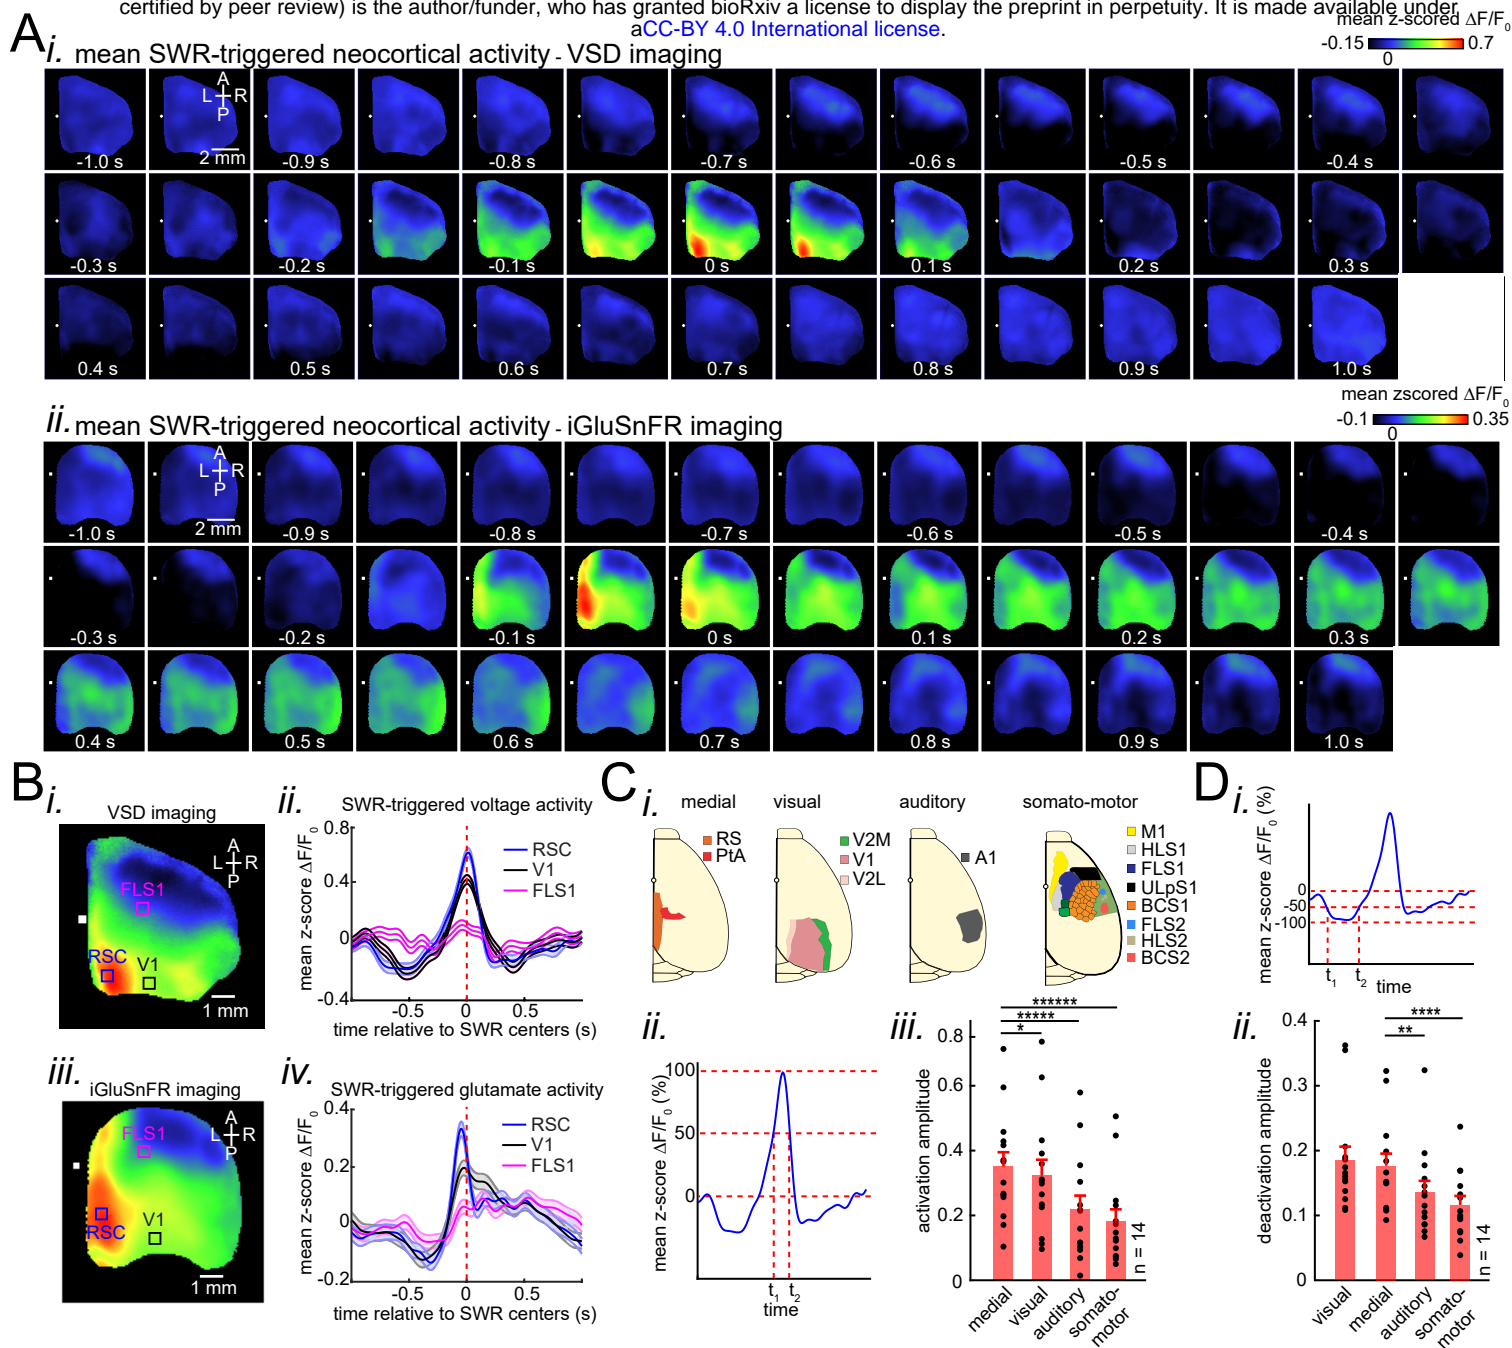 certified by peer review) is the author/funder, who has granted bioRxiv a license to display the preprint in perpetuity. It is made available under
aCC-BY 4.0 International license.
mean z-scored ΔF/F0
-0.15 0.7
0
A
i. mean SWR-triggered neocortical activity - VSD imaging
A
L R
P
2 mm
-1.0 s -0.9 s -0.8 s -0.7 s -0.6 s -0.5 s -0.4 s
-0.3 s -0.2 s -0.1 s 0 s 0.1 s 0.2 s 0.3 s
0.4 s 0.5 s 0.6 s 0.7 s 0.8 s 0.9 s 1.0 s
mean zscored ΔF/F0
-0.1 0.35
0
ii. mean SWR-triggered neocortical activity - iGluSnFR imaging
A
L R
P
2 mm
-1.0 s -0.9 s -0.8 s -0.7 s -0.6 s -0.5 s -0.4 s
-0.3 s -0.2 s -0.1 s 0 s 0.1 s 0.2 s 0.3 s
0.4 s 0.5 s 0.6 s 0.7 s 0.8 s 0.9 s 1.0 s
B
i.
VSD imaging
A
L R
P
FLS1
RSC
V1
1 mm
ii.
SWR-triggered voltage activity
mean z-score ΔF/F0
0.8
0.4
0
-0.4
RSC
V1
FLS1
-0.5 0 0.5
time relative to SWR centers (s)
iii.
iGluSnFR imaging
A
L R
P
FLS1
RSC
V1
1 mm
iv.
SWR-triggered glutamate activity
mean z-score ΔF/F0
0.4
0.2
0
-0.2
RSC
V1
FLS1
-0.5 0 0.5
time relative to SWR centers (s)
C
i.
medial visual auditory somato-motor
RS
PtA
V2M
V1
V2L
A1
M1
HLS1
FLS1
ULpS1
BCS1
FLS2
HLS2
BCS2
ii.
mean z-score ΔF/F0 (%)
100
50
0
t1 t2
time
iii.
activation amplitude
0.8
0.6
0.4
0.2
0
******
*****
*
n = 14
medial
visual
auditory
somato-
motor
D
i.
mean z-score ΔF/F0 (%)
0
-50
-100
t1 t2 time
ii.
deactivation amplitude
0.4
0.3
0.2
0.1
0
****
**
n = 14
visual
medial
auditory
somato-
motor